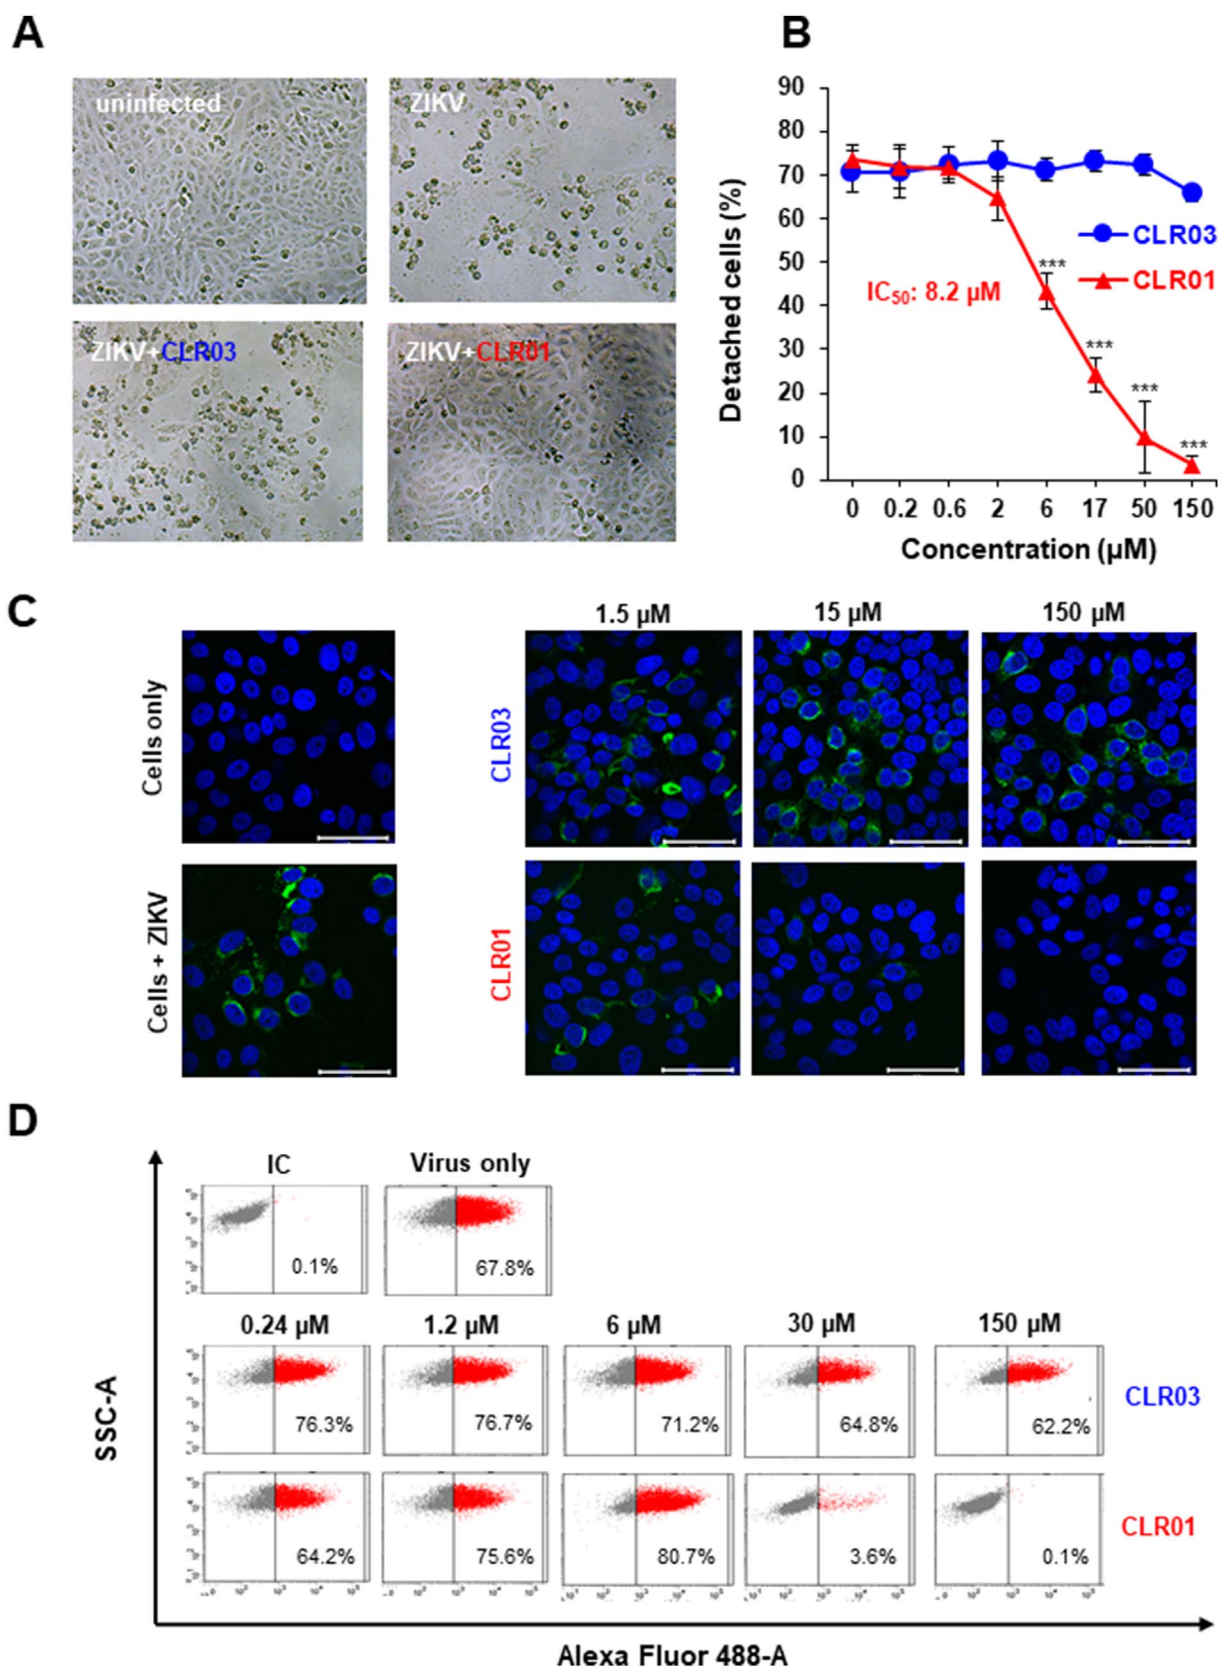 A
uninfected
ZIKV
ZIKV+CLR03
ZIKV+CLR01
B
Detached cells (%)
90
80
70
60
50
40
30
20
10
0
CLR03
CLR01
IC50: 8.2 µM
***
***
***
***
0 0.2 0.6 2 6 17 50 150
Concentration (µM)
C
1.5 µM 15 µM 150 µM
Cells only
CLR03
Cells + ZIKV
CLR01
D
IC Virus only
0.1% 67.8%
0.24 µM 1.2 µM 6 µM 30 µM 150 µM
76.3% 76.7% 71.2% 64.8% 62.2% CLR03
64.2% 75.6% 80.7% 3.6% 0.1% CLR01
SSC-A
Alexa Fluor 488-A